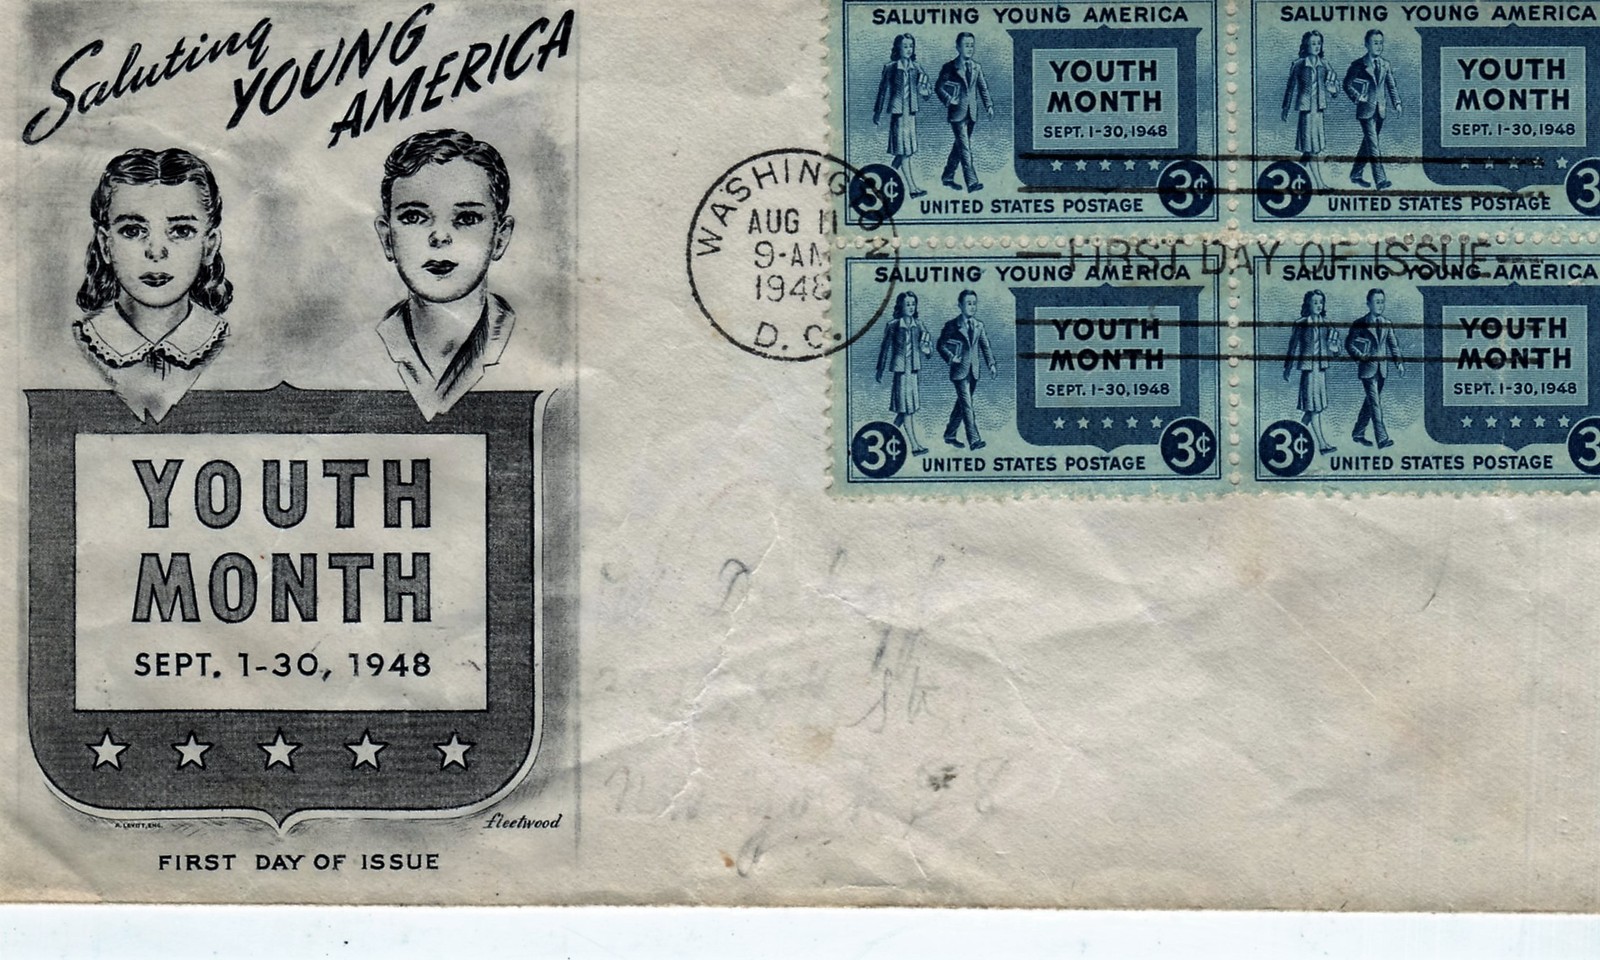 Saluting
YOUNG
AMERICA
YOUTH
MONTH
SEPT. 1-30, 1948
A. LEVITT, ENG.
fleetwood
FIRST DAY OF ISSUE
WASHINGTON 2
AUG 11
9-AM
1948
D. C.
—FIRST DAY OF ISSUE—
SALUTING YOUNG AMERICA
YOUTH
MONTH
SEPT. 1-30, 1948
3¢ 3¢
UNITED STATES POSTAGE
SALUTING YOUNG AMERICA
YOUTH
MONTH
SEPT. 1-30, 1948
3¢ 3
UNITED STATES POSTAGE
SALUTING YOUNG AMERICA
YOUTH
MONTH
SEPT. 1-30, 1948
3¢ 3¢
UNITED STATES POSTAGE
SALUTING YOUNG AMERICA
YOUTH
MONTH
SEPT. 1-30, 1948
3¢ 3
UNITED STATES POSTAGE